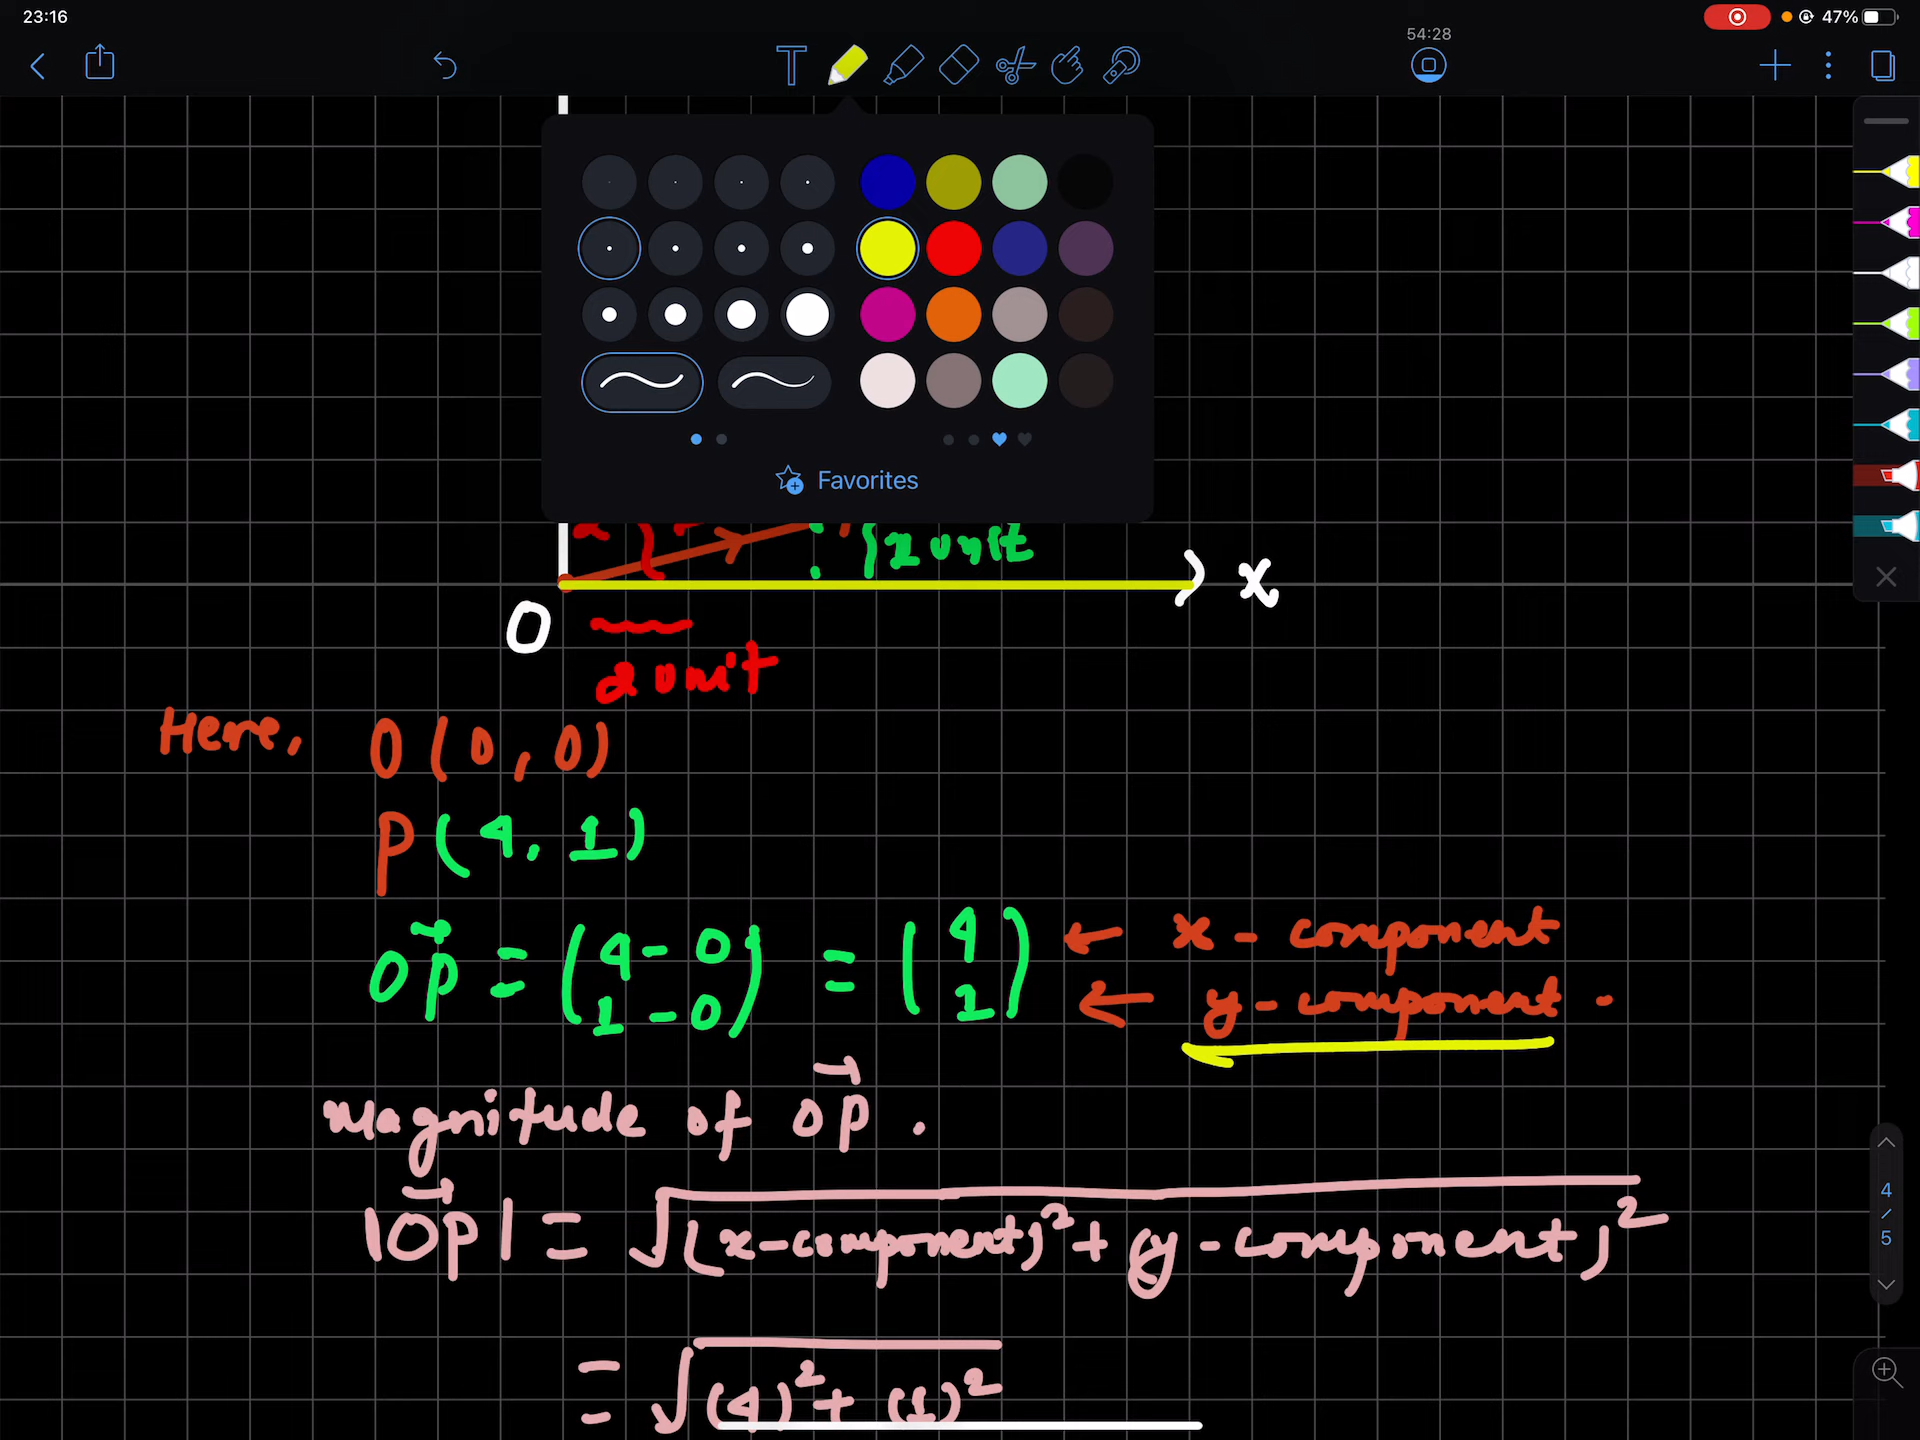 23:16
47%
54:28
Favorites
1 unit
X
O
2 unit
Here, O (0, 0)
P (4, 1)
OP = (4 - 0 1 - 0) = (4 1) ← x - component
← y - component -
Magnitude of OP.
|OP| = √(x-component)² + (y - component)²
= √(4)² + (1)²
4
/
5